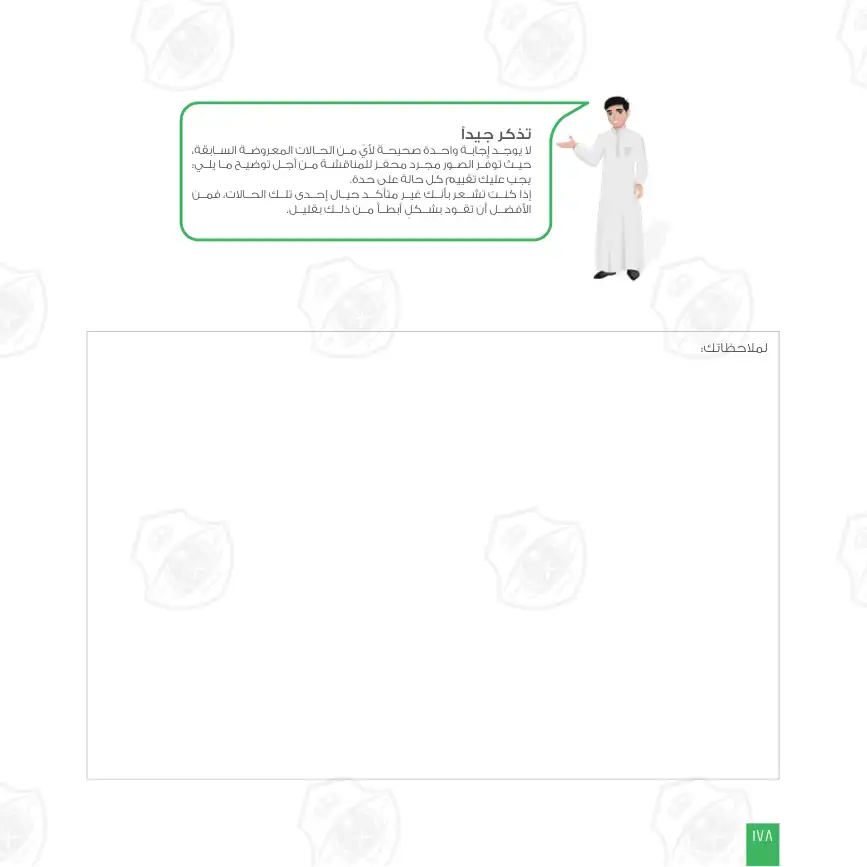 تذكر جيداً
لا يوجد إجابة واحدة صحيحة لأيّ من الحالات المعروضة السابقة،
حيث توفر الصور مجرد محفز للمناقشة من أجل توضيح ما يلي:
يجب عليك تقييم كل حالة على حدة.
إذا كنت تشعر بأنك غير متأكد حيال إحدى تلك الحالات، فمن
الأفضل أن تقود بشكلٍ أبطأ من ذلك بقليل.
لملاحظاتك:
١٧٨